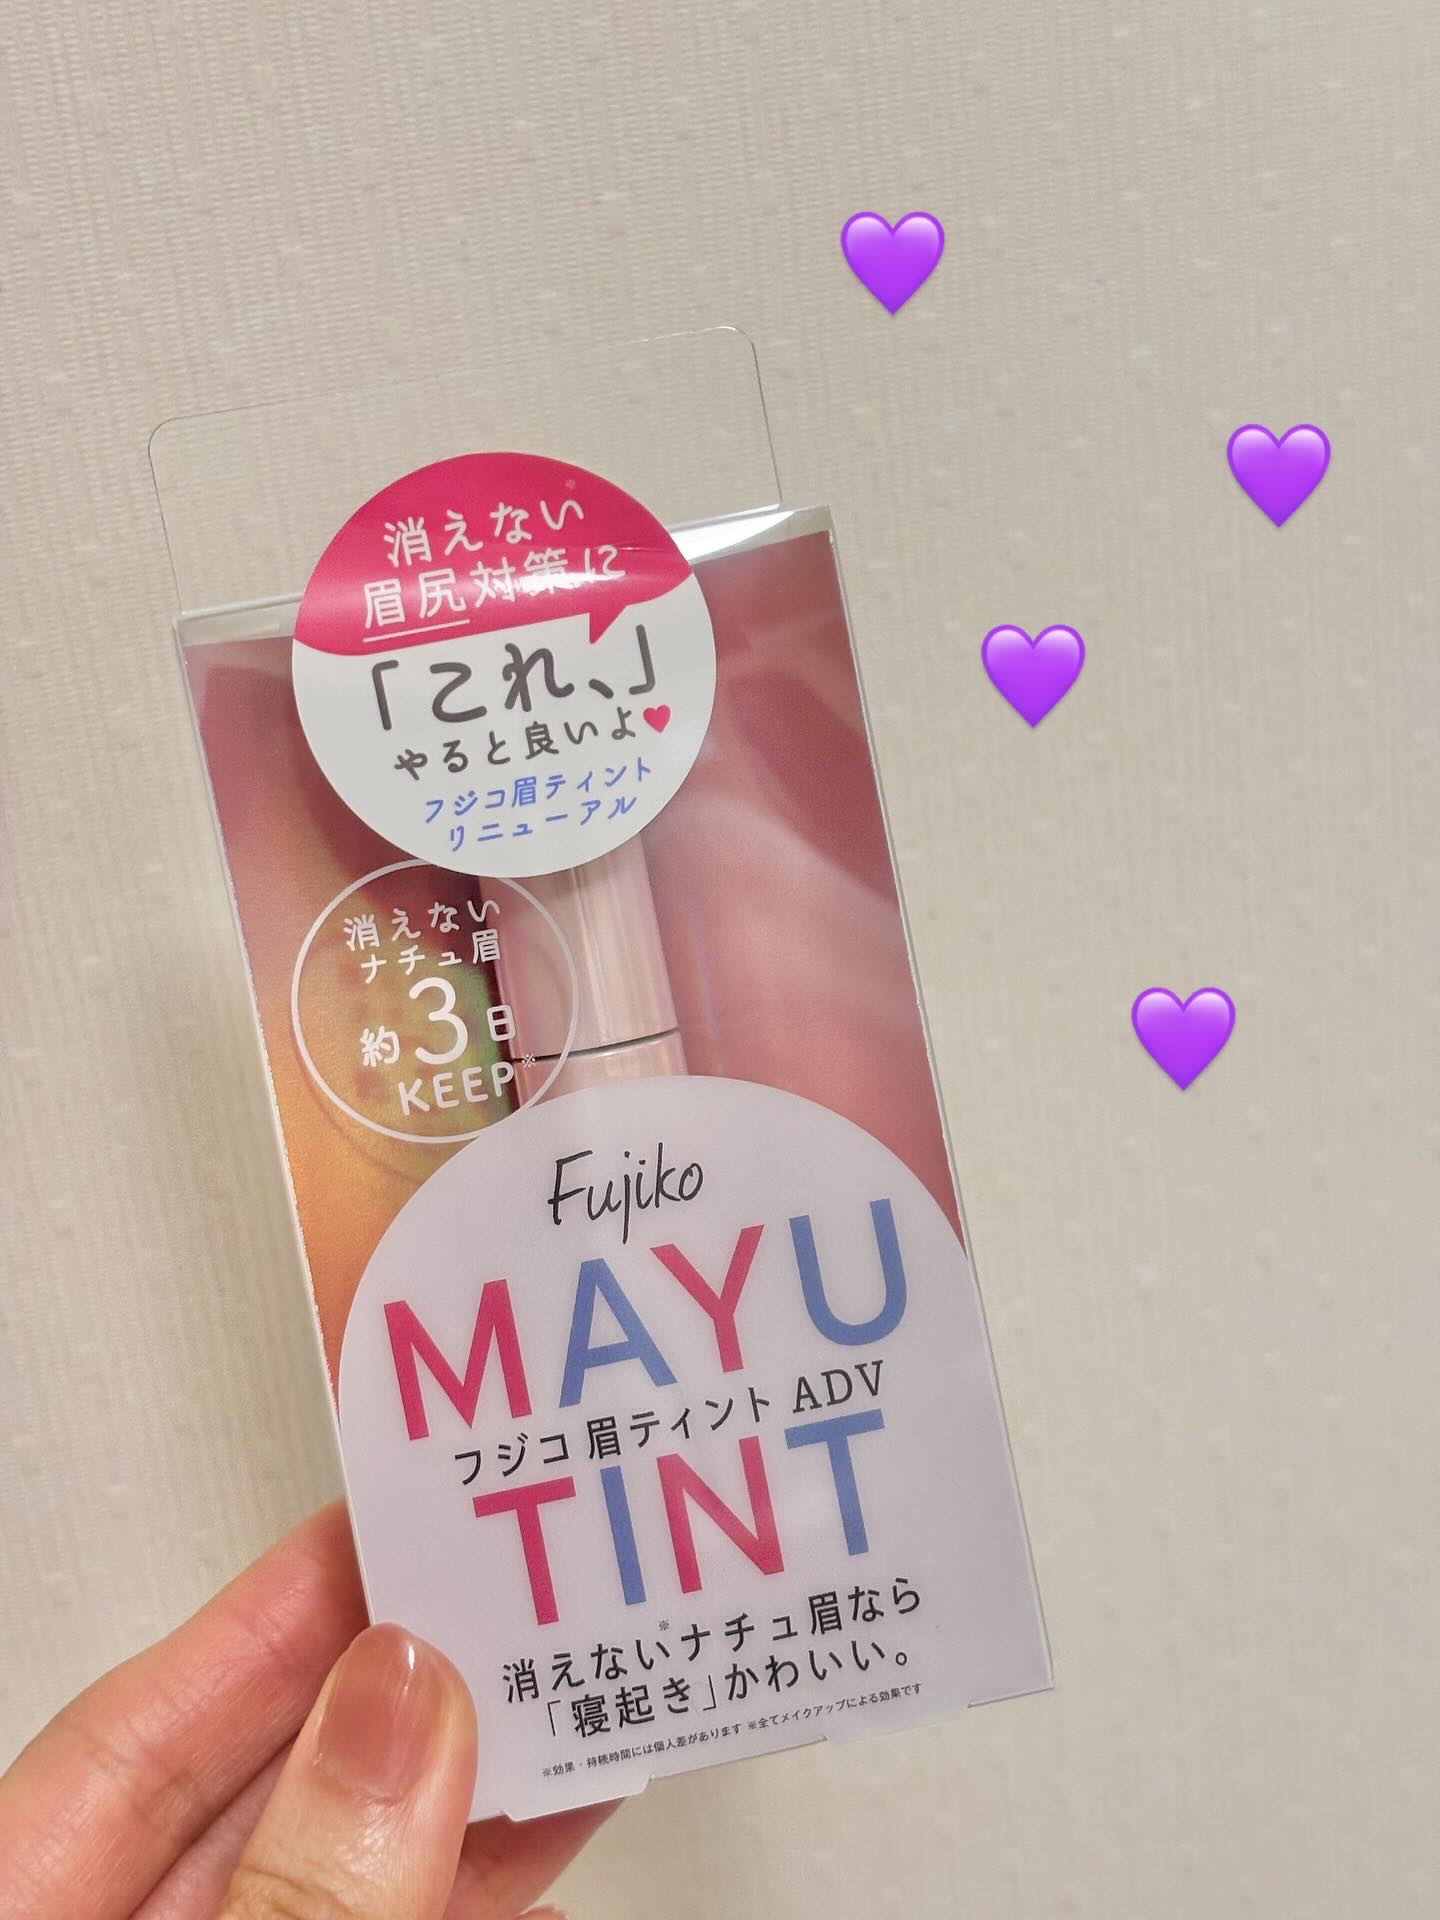 消えない※
眉尻対策に
「これ、」
やると良いよ♥
フジコ眉ティント
リニューアル
消えない
ナチュ眉
約3日
KEEP※
Fujiko
MAYU
フジコ眉ティント ADV
TINT
消えない※ナチュ眉なら
「寝起き」かわいい。
※効果・持続時間には個人差があります ※全てメイクアップによる効果です